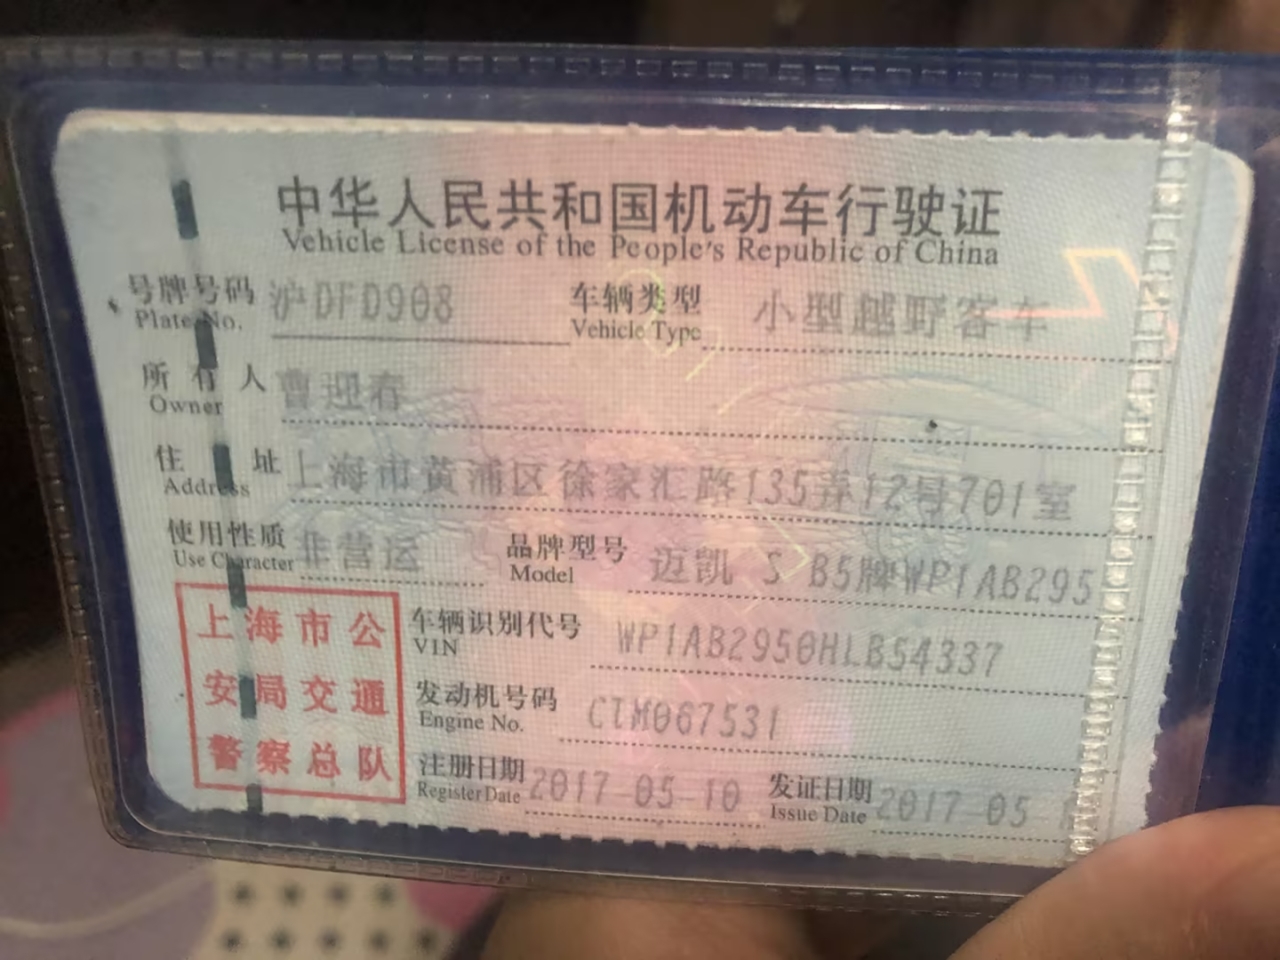 中华人民共和国机动车行驶证
Vehicle License of the People's Republic of China
号牌号码 沪DFD908 车辆类型 小型越野客车
Plate No. Vehicle Type
所有人 曹迎春
Owner
住址 上海市黄浦区徐家汇路135弄12号701室
Address
使用性质 非营运 品牌型号 迈凯 S B5牌WP1AB295
Use Character Model
上海市公
安局交通
警察总队
车辆识别代号 WP1AB2950HLB54337
VIN
发动机号码 CTM067531
Engine No.
注册日期 2017-05-10 发证日期 2017-05
Register Date Issue Date